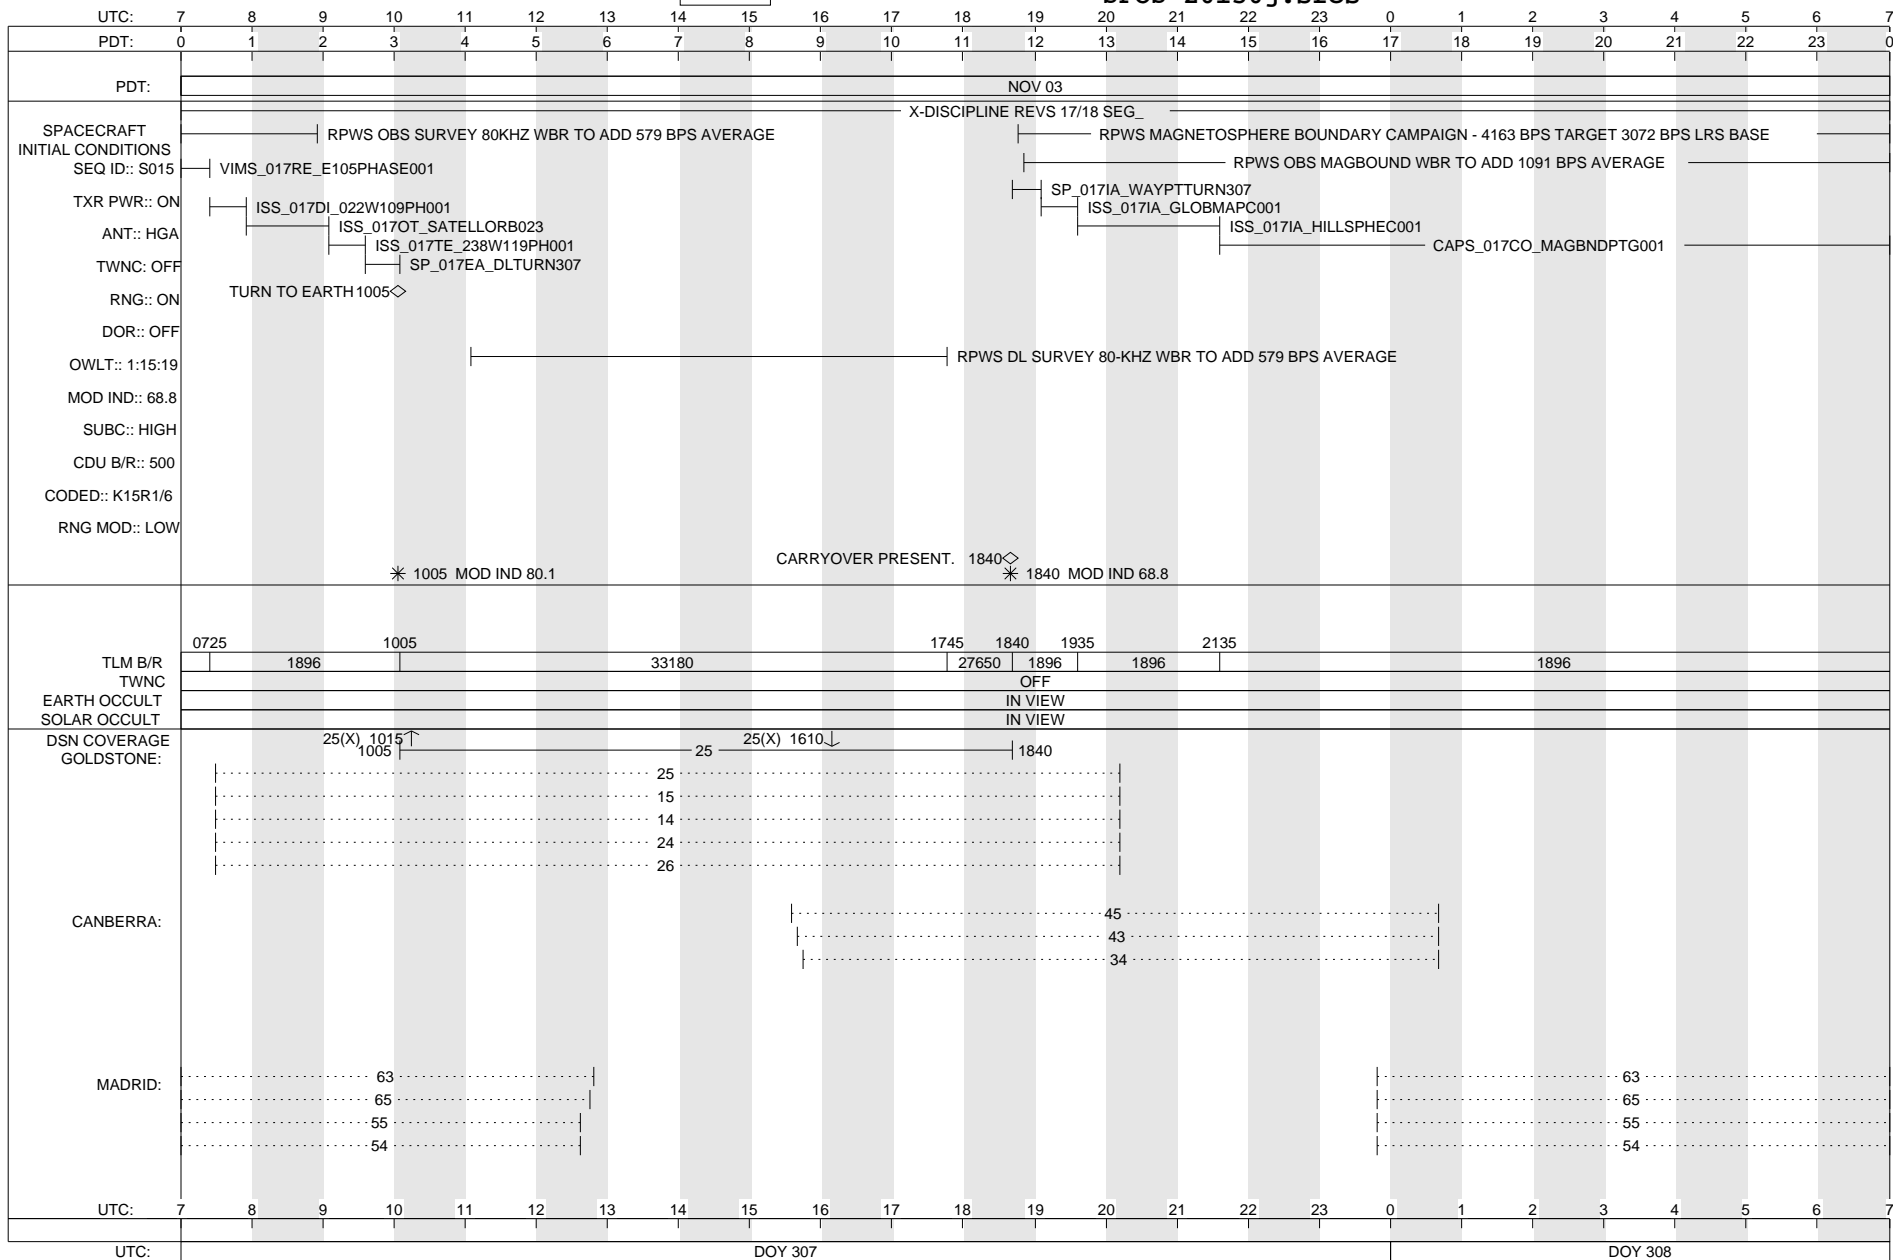 UTC: 7 8 9 10 11 12 13 14 15 16 17 18 19 20 21 22 23 0 1 2 3 4 5 6 7
PDT: 0 1 2 3 4 5 6 7 8 9 10 11 12 13 14 15 16 17 18 19 20 21 22 23 0
PDT: NOV 03
X-DISCIPLINE REVS 17/18 SEG_
SPACECRAFT
INITIAL CONDITIONS
RPWS OBS SURVEY 80KHZ WBR TO ADD 579 BPS AVERAGE
RPWS MAGNETOSPHERE BOUNDARY CAMPAIGN - 4163 BPS TARGET 3072 BPS LRS BASE
RPWS OBS MAGBOUND WBR TO ADD 1091 BPS AVERAGE
SEQ ID:: S015
VIMS_017RE_E105PHASE001
SP_017IA_WAYPTTURN307
TXR PWR:: ON
ISS_017DI_022W109PH001
ISS_017IA_GLOBMAPC001
ISS_017OT_SATELLORB023
ISS_017IA_HILLSPHEC001
ANT:: HGA
ISS_017TE_238W119PH001
CAPS_017CO_MAGBNDPTG001
TWNC: OFF
SP_017EA_DLTURN307
TURN TO EARTH 1005
RNG:: ON
DOR:: OFF
RPWS DL SURVEY 80-KHZ WBR TO ADD 579 BPS AVERAGE
OWLT:: 1:15:19
MOD IND:: 68.8
SUBC:: HIGH
CDU B/R:: 500
CODED:: K15R1/6
RNG MOD:: LOW
CARRYOVER PRESENT. 1840
1005 MOD IND 80.1
1840 MOD IND 68.8
0725 1005 1745 1840 1935 2135
TLM B/R 1896 33180 27650 1896 1896 1896
TWNC OFF
EARTH OCCULT IN VIEW
SOLAR OCCULT IN VIEW
DSN COVERAGE
25(X) 1015 25(X) 1610
GOLDSTONE: 1005 25 1840
25
15
14
24
26
CANBERRA: 45
43
34
MADRID: 63 63
65 65
55 55
54 54
UTC: 7 8 9 10 11 12 13 14 15 16 17 18 19 20 21 22 23 0 1 2 3 4 5 6 7
UTC: DOY 307 DOY 308